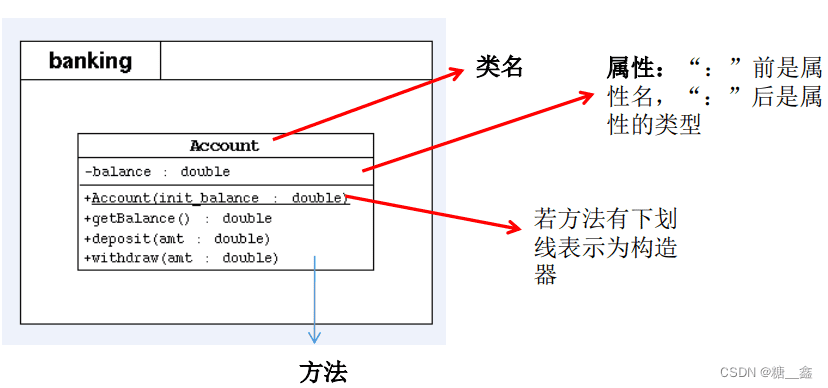 banking
Account
-balance : double
+Account(init_balance : double)
+getBalance() : double
+deposit(amt : double)
+withdraw(amt : double)
类名
属性：“：”前是属
性名，“：”后是属
性的类型
若方法有下划
线表示为构造
器
方法
CSDN @糖__鑫